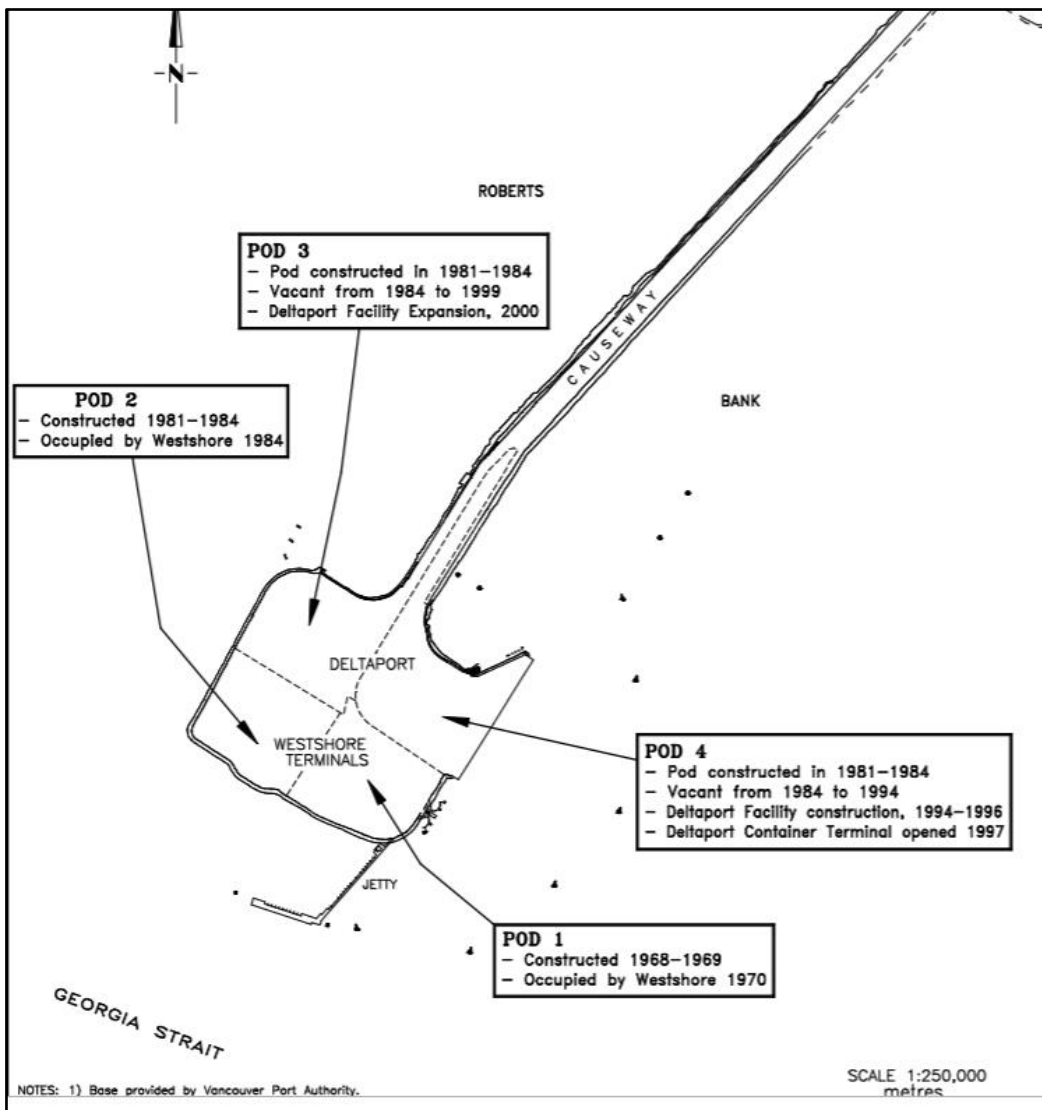 -N-
ROBERTS
POD 3
- Pod constructed in 1981-1984
- Vacant from 1984 to 1999
- Deltaport Facility Expansion, 2000
CAUSEWAY
POD 2
- Constructed 1981-1984
- Occupied by Westshore 1984
BANK
DELTAPORT
WESTSHORE
TERMINALS
POD 4
- Pod constructed in 1981-1984
- Vacant from 1984 to 1994
- Deltaport Facility construction, 1994-1996
- Deltaport Container Terminal opened 1997
JETTY
POD 1
- Constructed 1968-1969
- Occupied by Westshore 1970
GEORGIA STRAIT
SCALE 1:250,000
metres
NOTES: 1) Base provided by Vancouver Port Authority.